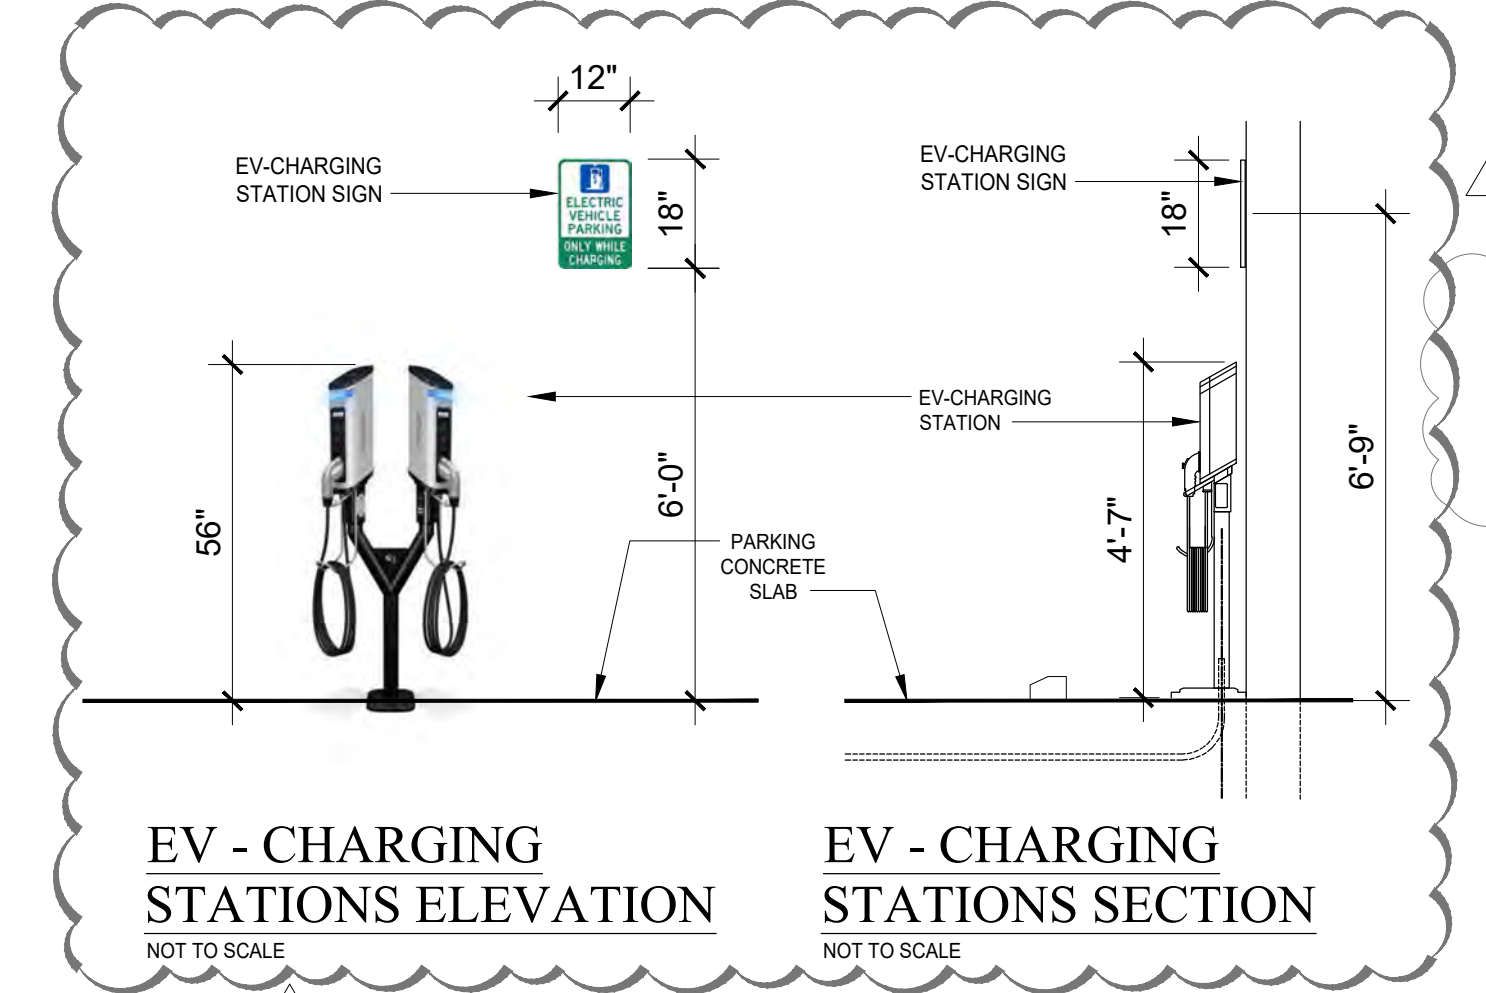 12"
EV-CHARGING
STATION SIGN
ELECTRIC
VEHICLE
PARKING
ONLY WHILE
CHARGING
18"
56"
6'-0"
EV-CHARGING
STATION SIGN
18"
EV-CHARGING
STATION
6'-9"
4'-7"
PARKING
CONCRETE
SLAB
EV - CHARGING
STATIONS ELEVATION
NOT TO SCALE
EV - CHARGING
STATIONS SECTION
NOT TO SCALE